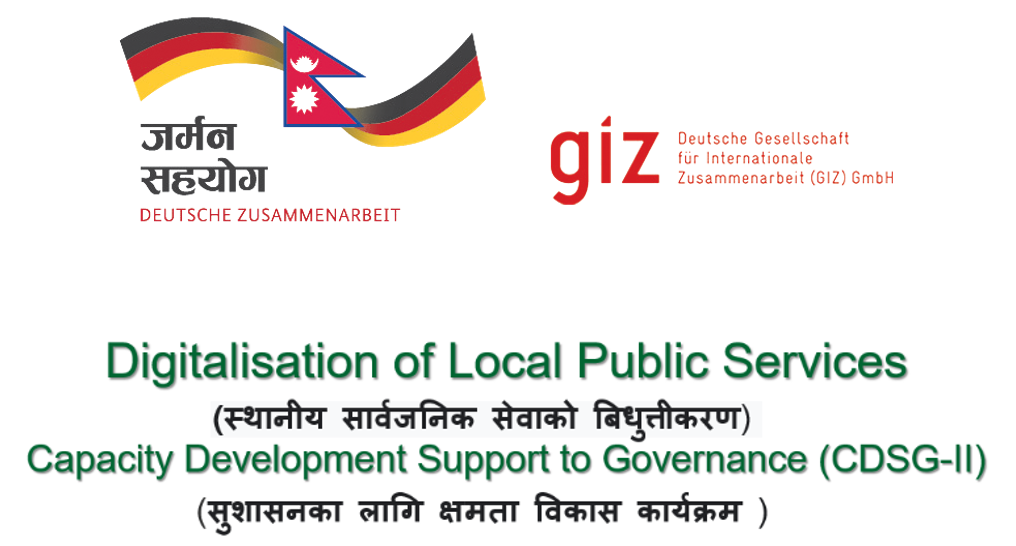 जर्मन
सहयोग
DEUTSCHE ZUSAMMENARBEIT
giz
Deutsche Gesellschaft
für Internationale
Zusammenarbeit (GIZ) GmbH
Digitalisation of Local Public Services
(स्थानीय सार्वजनिक सेवाको बिधुत्तीकरण)
Capacity Development Support to Governance (CDSG-II)
(सुशासनका लागि क्षमता विकास कार्यक्रम )